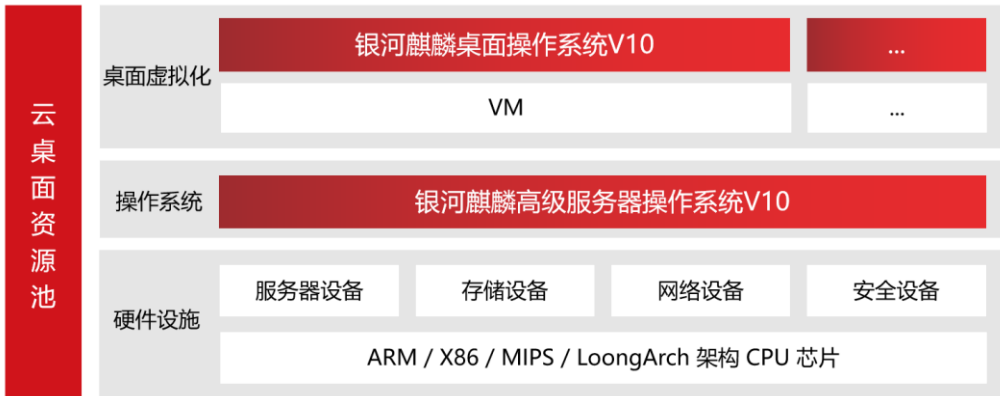 云桌面资源池
桌面虚拟化
银河麒麟桌面操作系统V10
...
VM
...
操作系统
银河麒麟高级服务器操作系统V10
硬件设施
服务器设备
存储设备
网络设备
安全设备
ARM / X86 / MIPS / LoongArch 架构 CPU 芯片